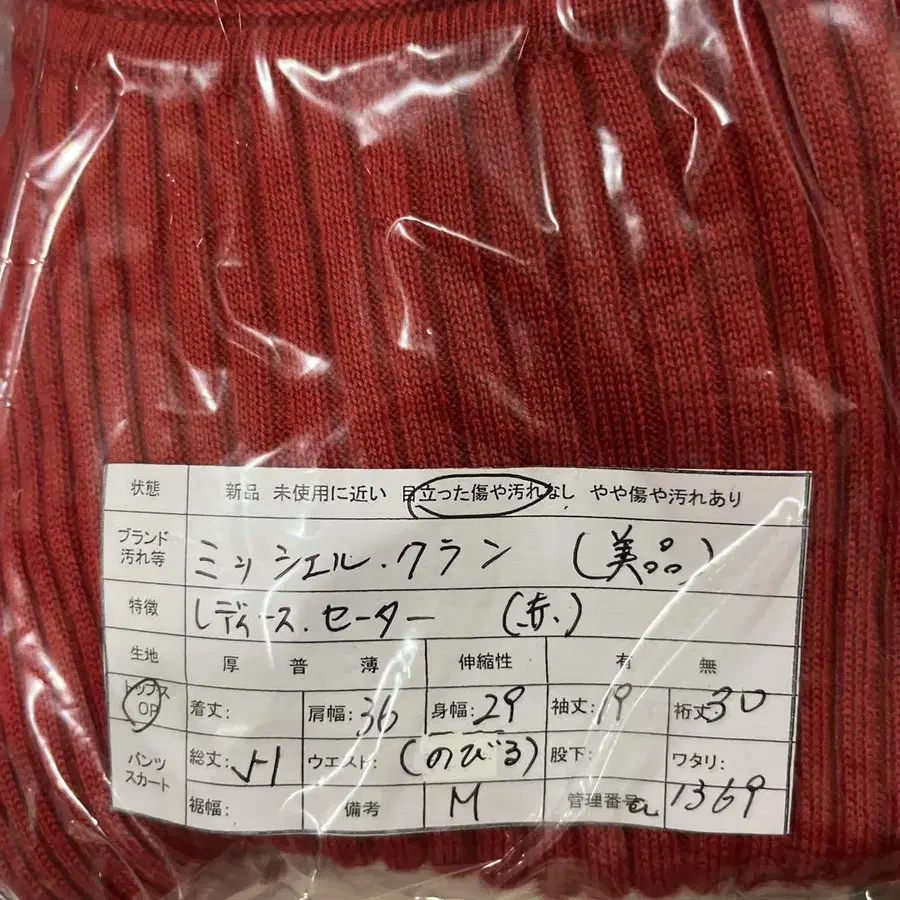 状態 新品 未使用に近い 目立った傷や汚れなし やや傷や汚れあり
ブランド 汚れ等 ミッシェル.クラン (美品)
特徴 レディース.セーター (赤.)
生地 厚 普 薄 伸縮性 有 無
トップス OP 着丈: 肩幅: 36 身幅: 29 袖丈: 19 裄丈: 30
パンツ スカート 総丈: 51 ウエスト: (のびる) 股下: ワタリ:
裾幅: 備考 M 管理番号 1369